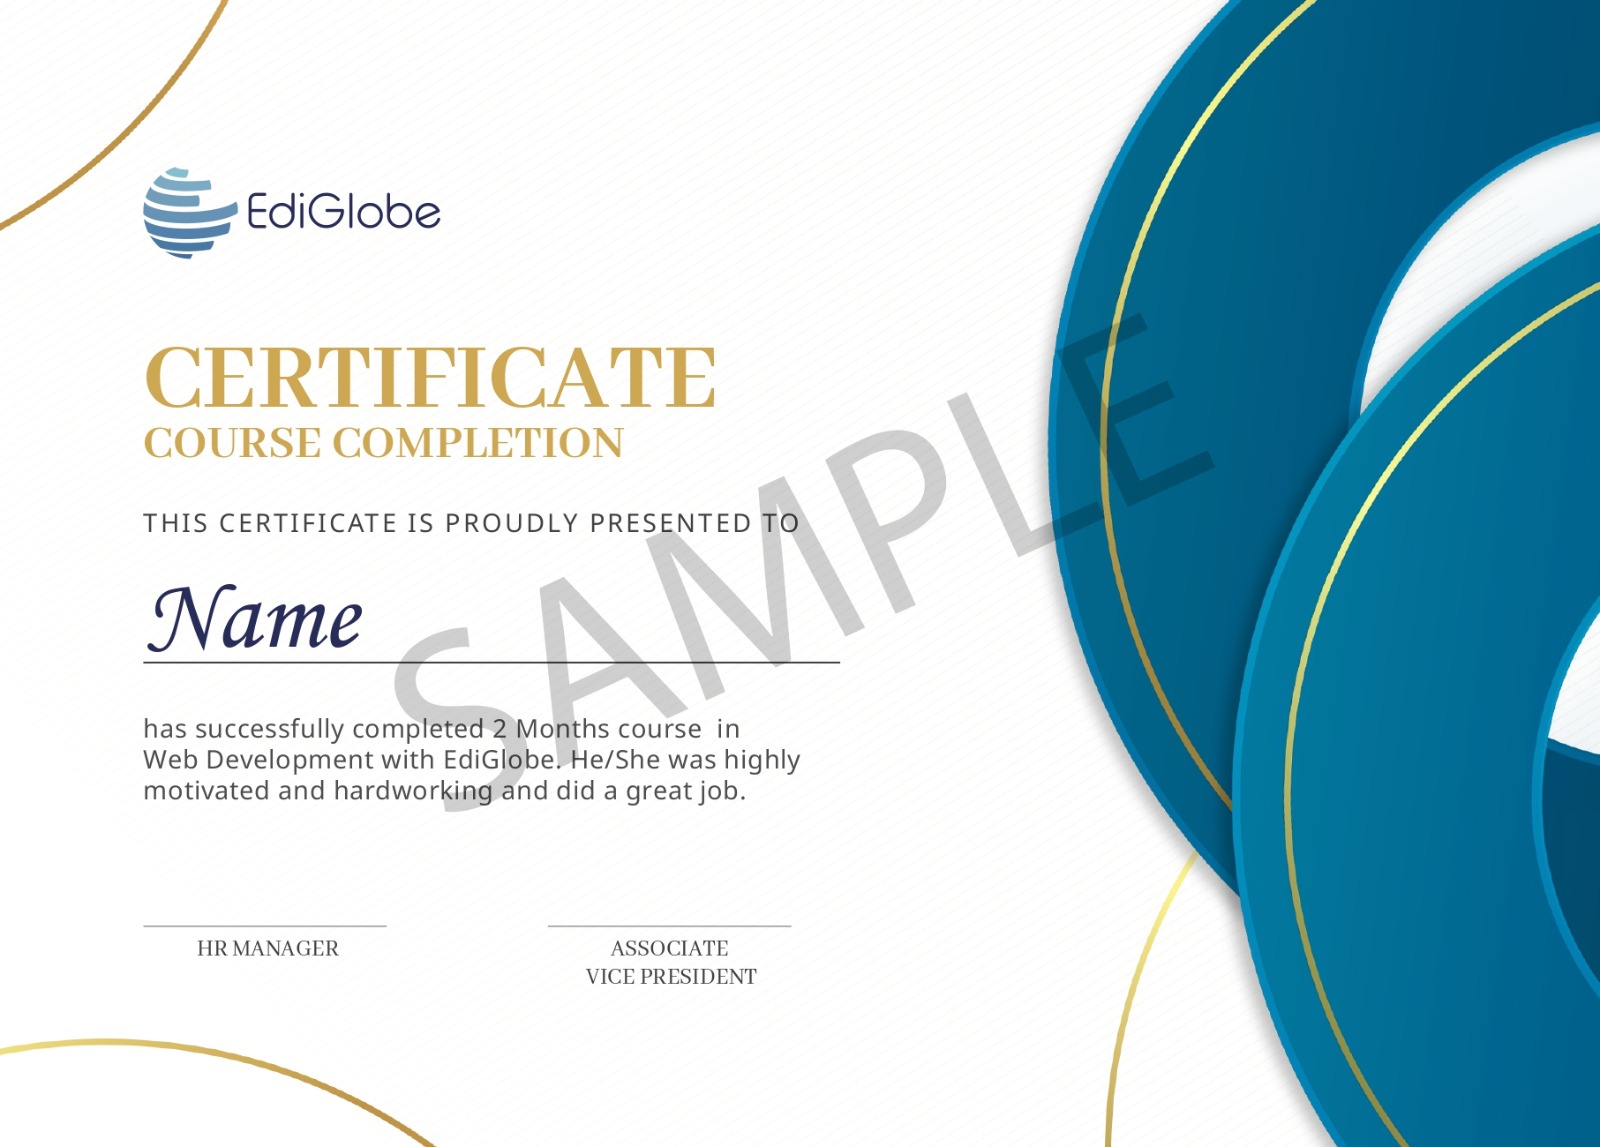 EdiGlobe
CERTIFICATE
COURSE COMPLETION
THIS CERTIFICATE IS PROUDLY PRESENTED TO
Name
has successfully completed 2 Months course  in
Web Development with EdiGlobe. He/She was highly
motivated and hardworking and did a great job.
SAMPLE
HR MANAGER
ASSOCIATE
VICE PRESIDENT